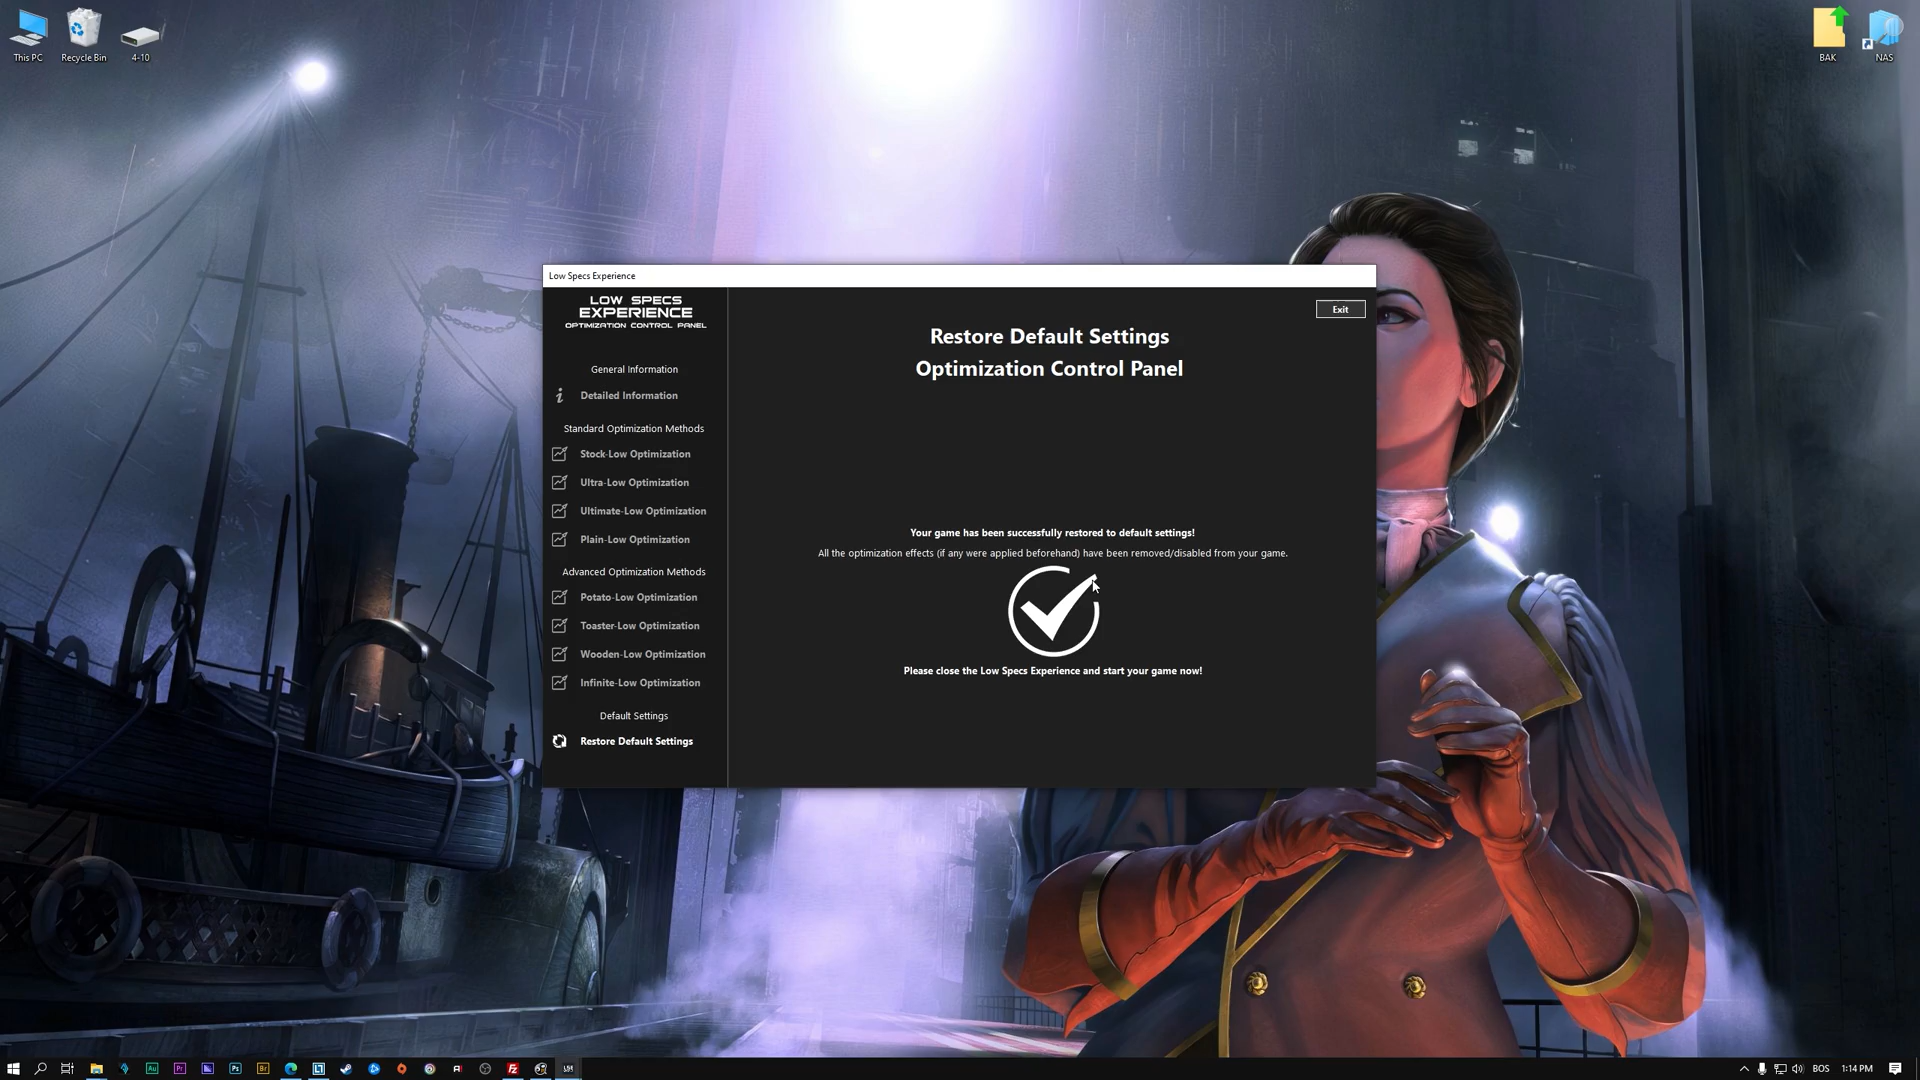 This PC
Recycle Bin
4-10
BAK
NAS
Low Specs Experience
LOW SPECS
EXPERIENCE
OPTIMIZATION CONTROL PANEL
General Information
Detailed Information
Standard Optimization Methods
Stock-Low Optimization
Ultra-Low Optimization
Ultimate-Low Optimization
Plain-Low Optimization
Advanced Optimization Methods
Potato-Low Optimization
Toaster-Low Optimization
Wooden-Low Optimization
Infinite-Low Optimization
Default Settings
Restore Default Settings
Exit
Restore Default Settings
Optimization Control Panel
Your game has been successfully restored to default settings!
All the optimization effects (if any were applied beforehand) have been removed/disabled from your game.
Please close the Low Specs Experience and start your game now!
Au
Pr
Ps
Br
FZ
BOS
1:14 PM